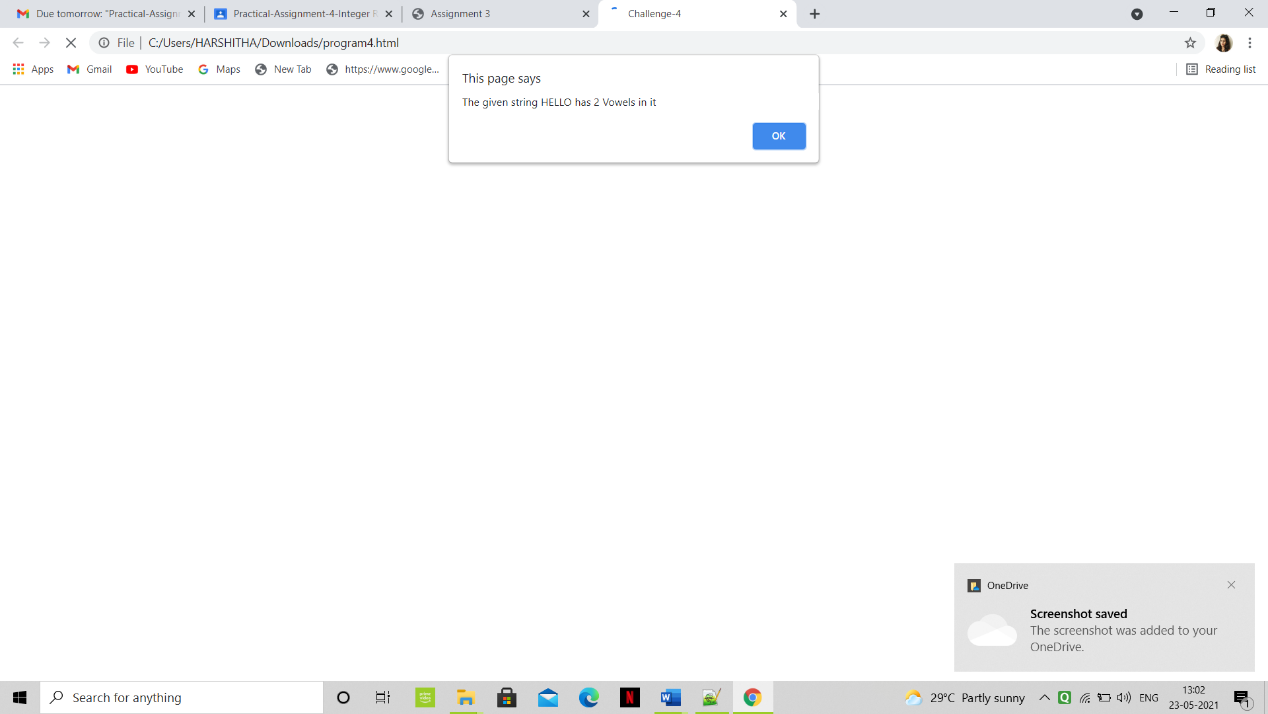 Due tomorrow: "Practical-Assignr
Practical-Assignment-4-Integer F
Assignment 3
Challenge-4
File
C:/Users/HARSHITHA/Downloads/program4.html
Apps
Gmail
YouTube
Maps
New Tab
https://www.google...
Reading list
This page says
The given string HELLO has 2 Vowels in it
OK
OneDrive
Screenshot saved
The screenshot was added to your
OneDrive.
Search for anything
29°C Partly sunny
ENG
13:02
23-05-2021
1